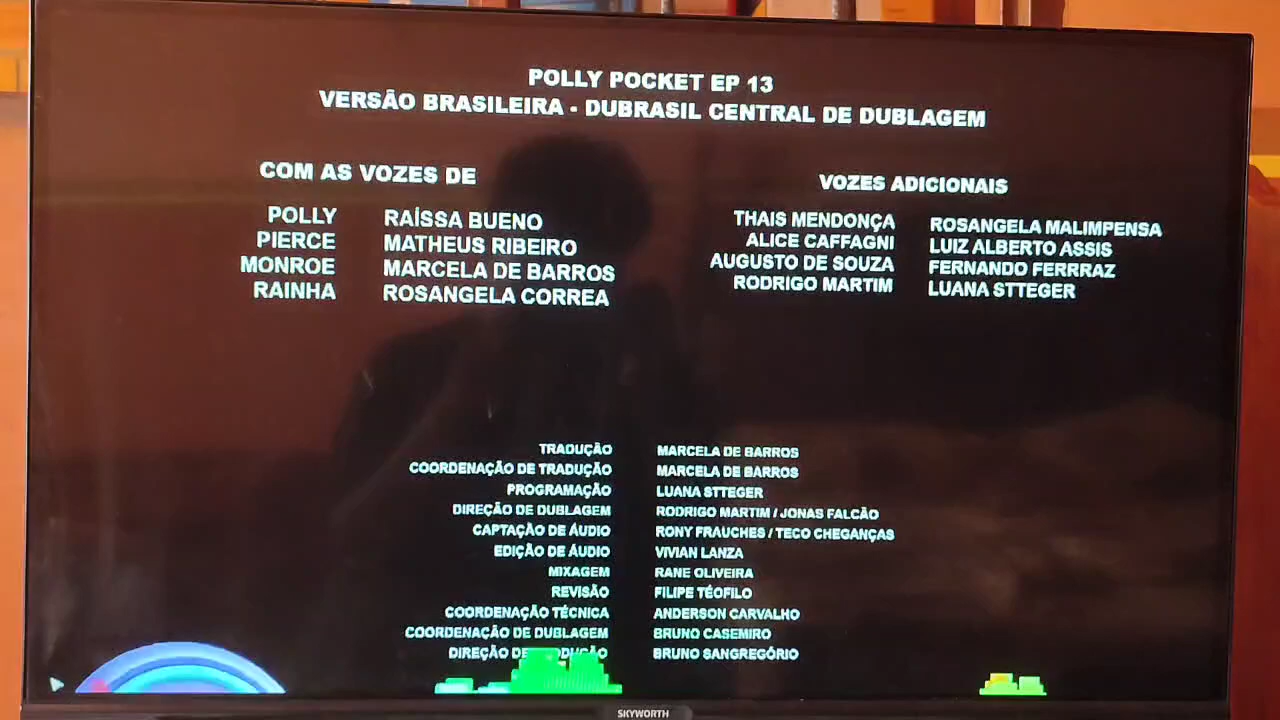 POLLY POCKET EP 13
VERSÃO BRASILEIRA - DUBRASIL CENTRAL DE DUBLAGEM
COM AS VOZES DE
POLLY RAÍSSA BUENO
PIERCE MATHEUS RIBEIRO
MONROE MARCELA DE BARROS
RAINHA ROSANGELA CORREA
VOZES ADICIONAIS
THAIS MENDONÇA ROSANGELA MALIMPENSA
ALICE CAFFAGNI LUIZ ALBERTO ASSIS
AUGUSTO DE SOUZA FERNANDO FERRRAZ
RODRIGO MARTIM LUANA STTEGER
TRADUÇÃO MARCELA DE BARROS
COORDENAÇÃO DE TRADUÇÃO MARCELA DE BARROS
PROGRAMAÇÃO LUANA STTEGER
DIREÇÃO DE DUBLAGEM RODRIGO MARTIM / JONAS FALCÃO
CAPTAÇÃO DE ÁUDIO RONY FRAUCHES / TECO CHEGANÇAS
EDIÇÃO DE ÁUDIO VIVIAN LANZA
MIXAGEM RANE OLIVEIRA
REVISÃO FILIPE TÉOFILO
COORDENAÇÃO TÉCNICA ANDERSON CARVALHO
COORDENAÇÃO DE DUBLAGEM BRUNO CASEMIRO
DIREÇÃO DE PRODUÇÃO BRUNO SANGREGÓRIO
SKYWORTH